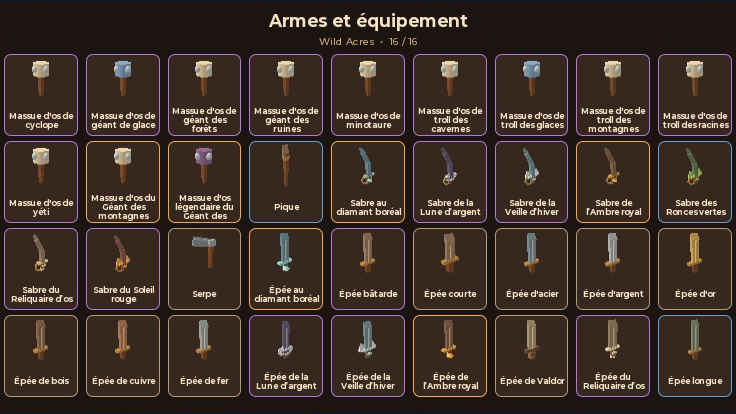 Armes et équipement
Wild Acres • 16 / 16
Massue d'os de
cyclope
Massue d'os de
géant de glace
Massue d'os de
géant des
forêts
Massue d'os de
géant des
ruines
Massue d'os de
minotaure
Massue d'os de
troll des
cavernes
Massue d'os de
troll des glaces
Massue d'os de
troll des
montagnes
Massue d'os de
troll des racines
Massue d'os de
yéti
Massue d'os du
Géant des
montagnes
Massue d'os
légendaire du
Géant des
Pique
Sabre au
diamant boréal
Sabre de la
Lune d'argent
Sabre de la
Veille d'hiver
Sabre de
l'Ambre royal
Sabre des
Ronces vertes
Sabre du
Reliquaire d'os
Sabre du Soleil
rouge
Serpe
Épée au
diamant boréal
Épée bâtarde
Épée courte
Épée d'acier
Épée d'argent
Épée d'or
Épée de bois
Épée de cuivre
Épée de fer
Épée de la
Lune d'argent
Épée de la
Veille d'hiver
Épée de
l'Ambre royal
Épée de Valdor
Épée du
Reliquaire d'os
Épée longue